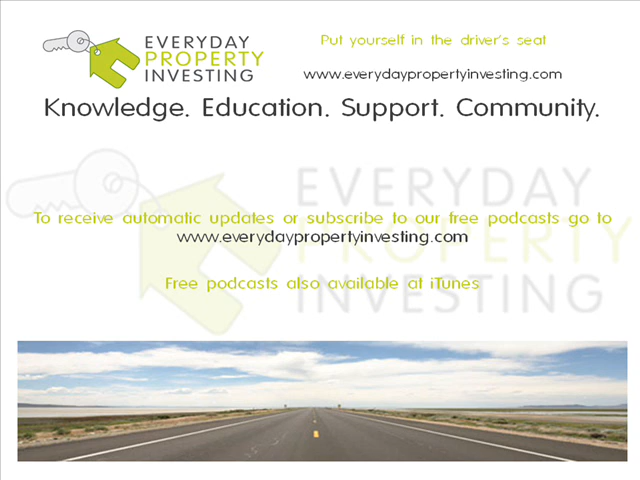 EVERYDAY
PROPERTY
INVESTING
Put yourself in the driver's seat
www.everydaypropertyinvesting.com
Knowledge. Education. Support. Community.
EVERYDAY
PROPERTY
INVESTING
To receive automatic updates or subscribe to our free podcasts go to
www.everydaypropertyinvesting.com
Free podcasts also available at iTunes